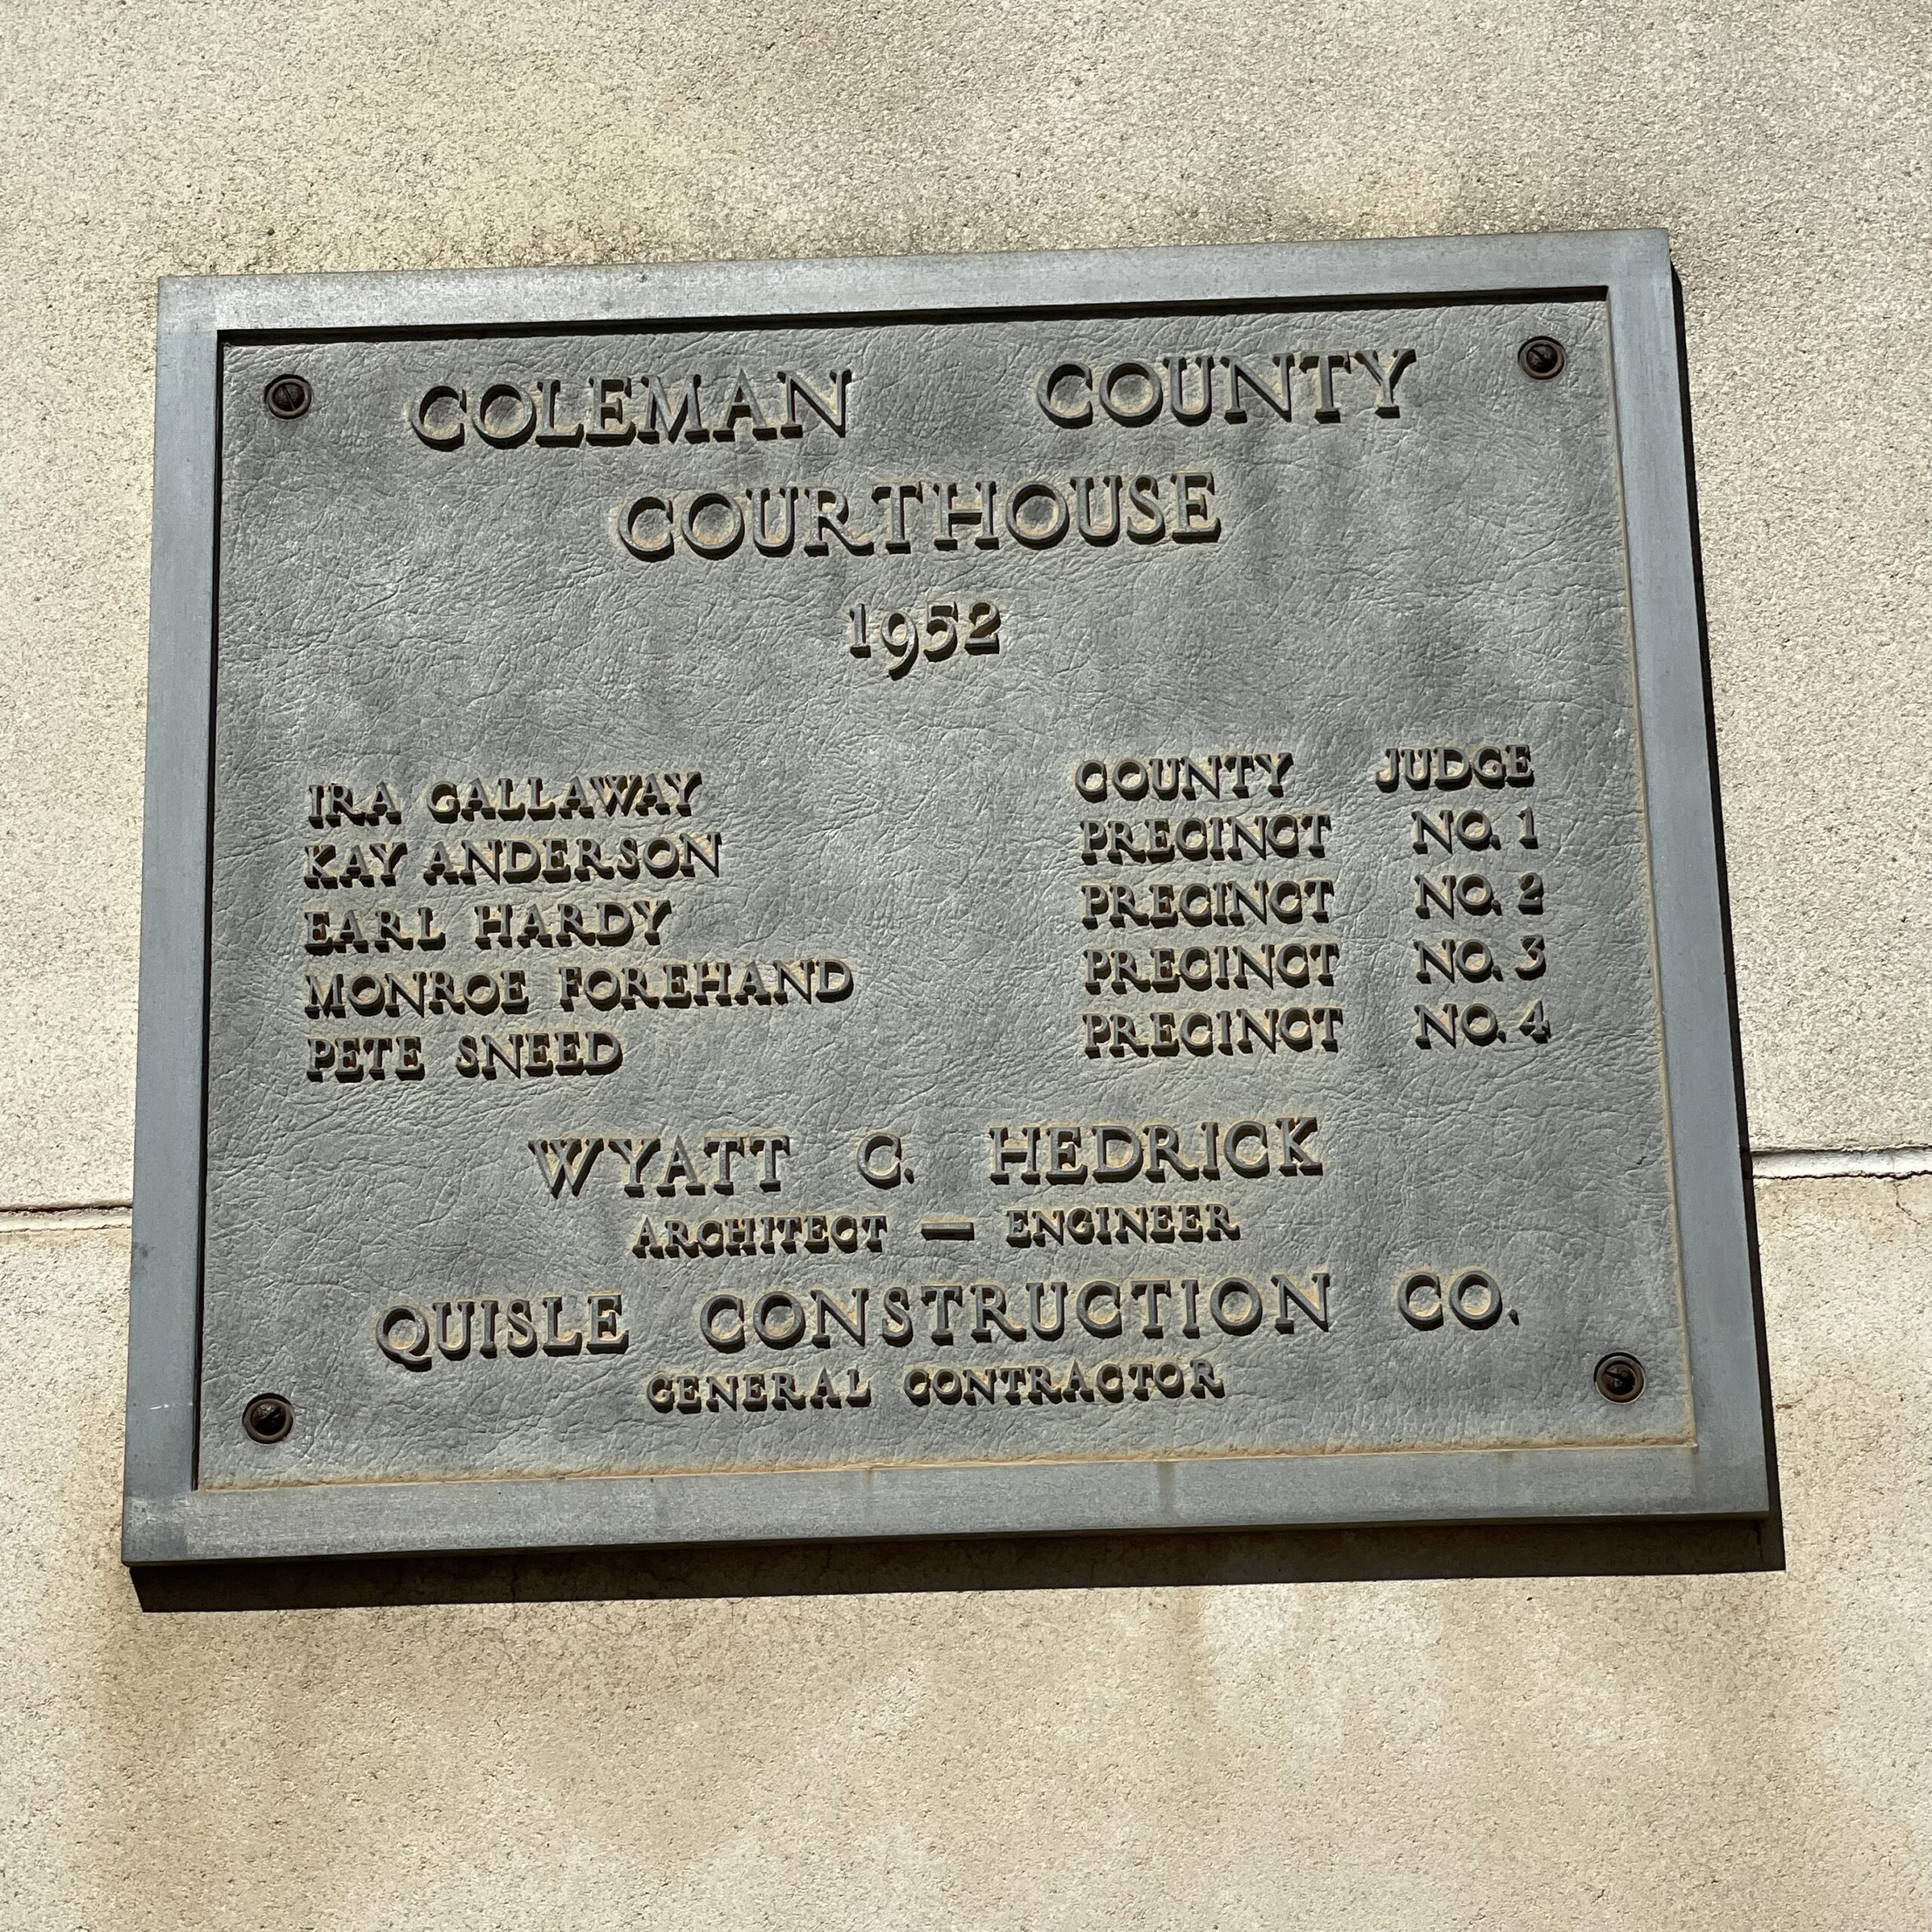 COLEMAN COUNTY
COURTHOUSE
1952
IRA GALLAWAY COUNTY JUDGE
KAY ANDERSON PRECINCT NO. 1
EARL HARDY PRECINCT NO. 2
MONROE FOREHAND PRECINCT NO. 3
PETE SNEED PRECINCT NO. 4
WYATT C. HEDRICK
ARCHITECT — ENGINEER
QUISLE CONSTRUCTION CO.
GENERAL CONTRACTOR